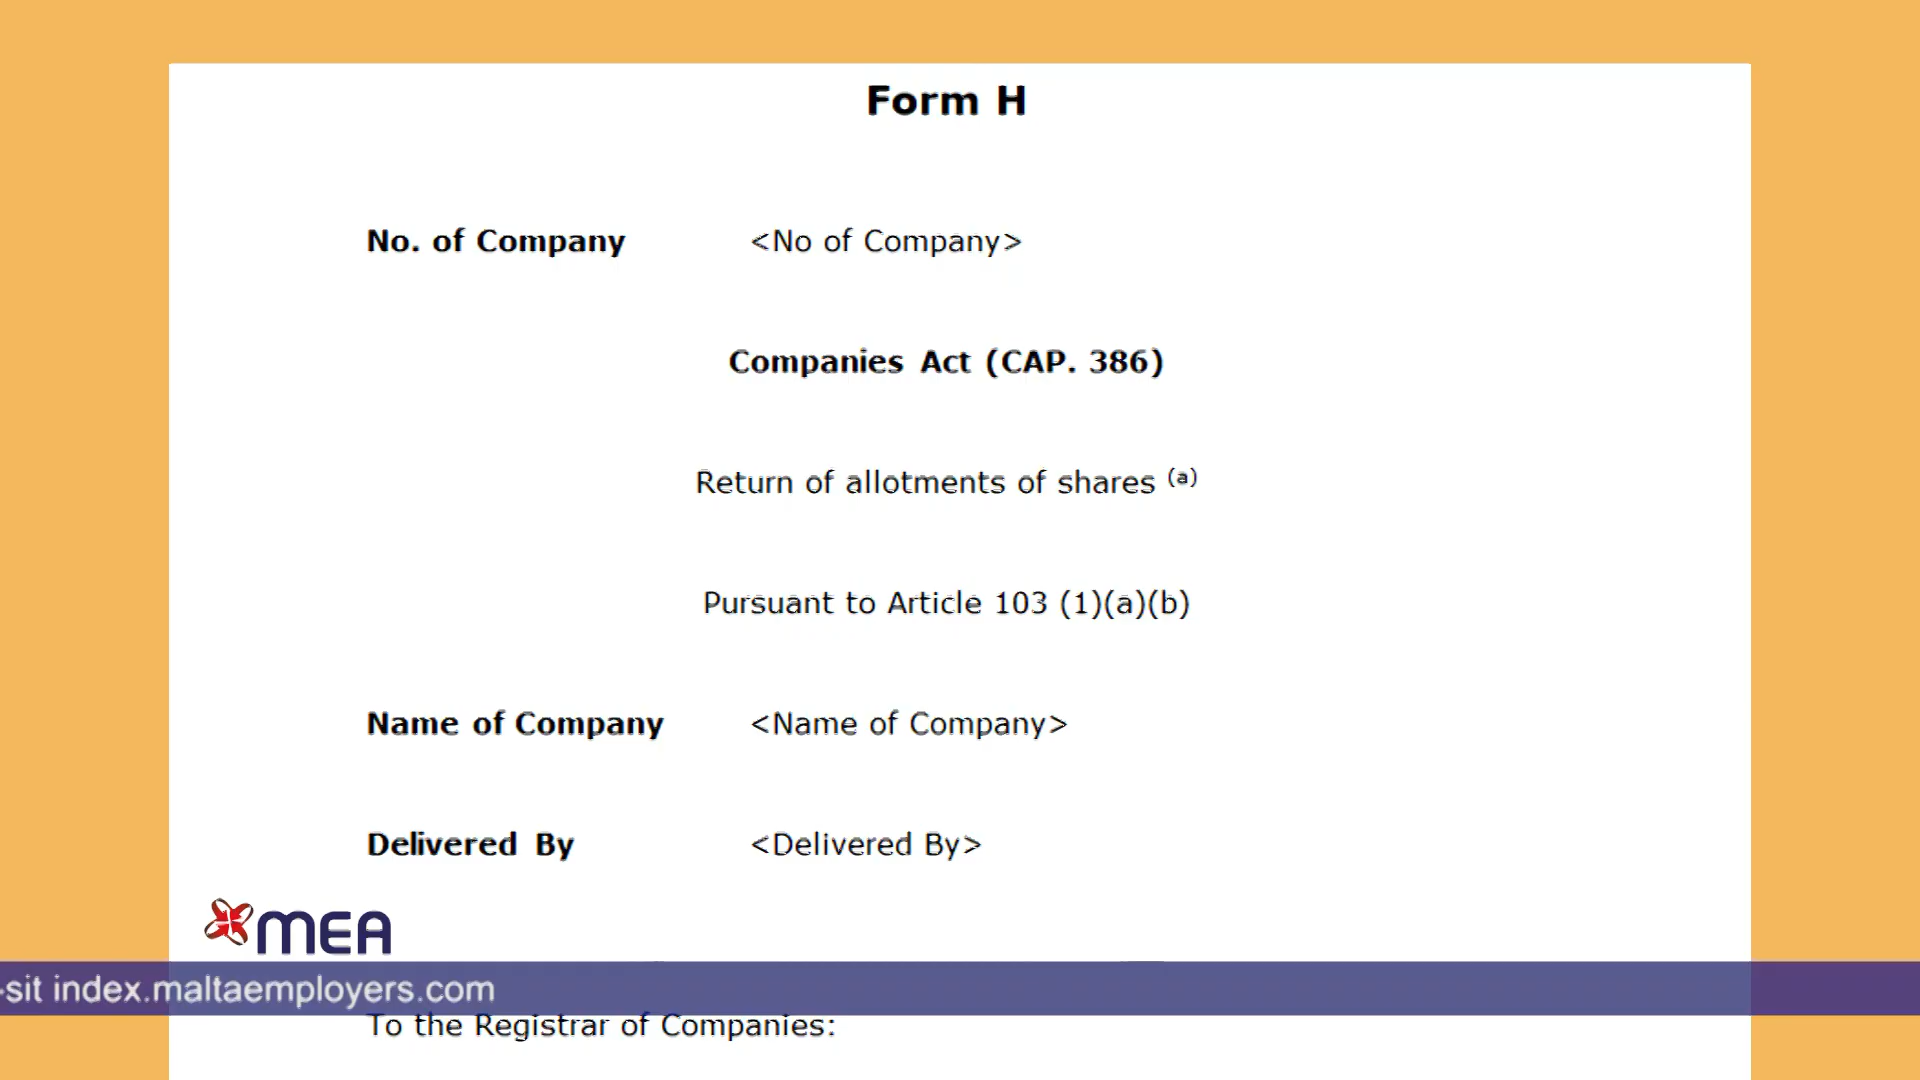 Form H
No. of Company <No of Company>
Companies Act (CAP. 386)
Return of allotments of shares (a)
Pursuant to Article 103 (1)(a)(b)
Name of Company <Name of Company>
Delivered By <Delivered By>
MEA
-sit index.maltaemployers.com
To the Registrar of Companies: